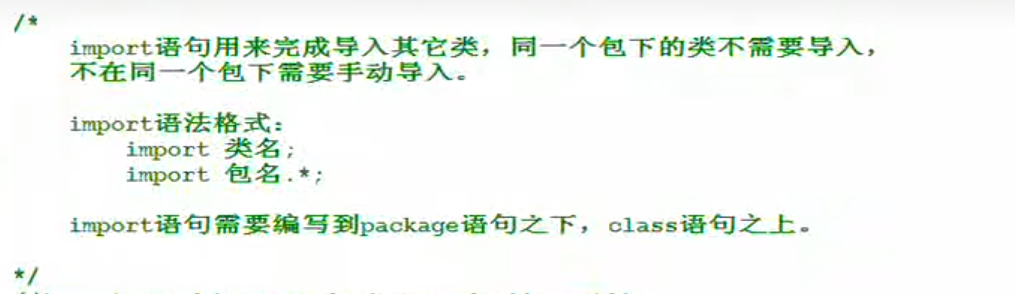 /*
import语句用来完成导入其它类，同一个包下的类不需要导入，
不在同一个包下需要手动导入。
import语法格式：
import 类名;
import 包名.*;
import语句需要编写到package语句之下，class语句之上。
*/